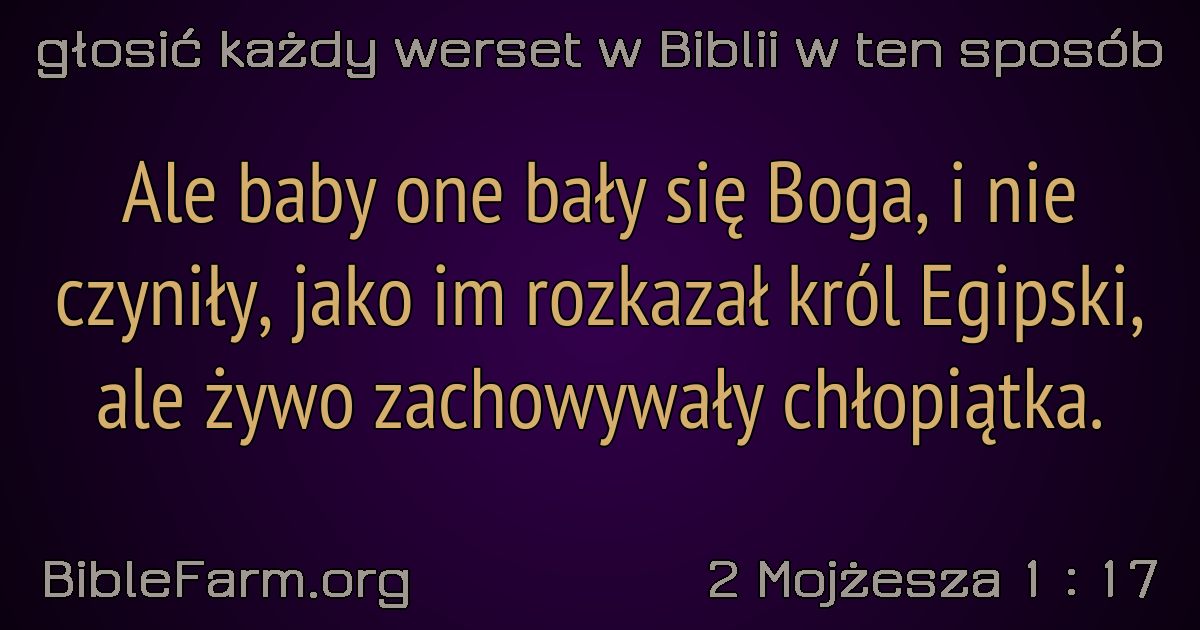 głosić każdy werset w Biblii w ten sposób
Ale baby one bały się Boga, i nie
czyniły, jako im rozkazał król Egipski,
ale żywo zachowywały chłopiątka.
BibleFarm.org
2 Mojżesza 1 : 17